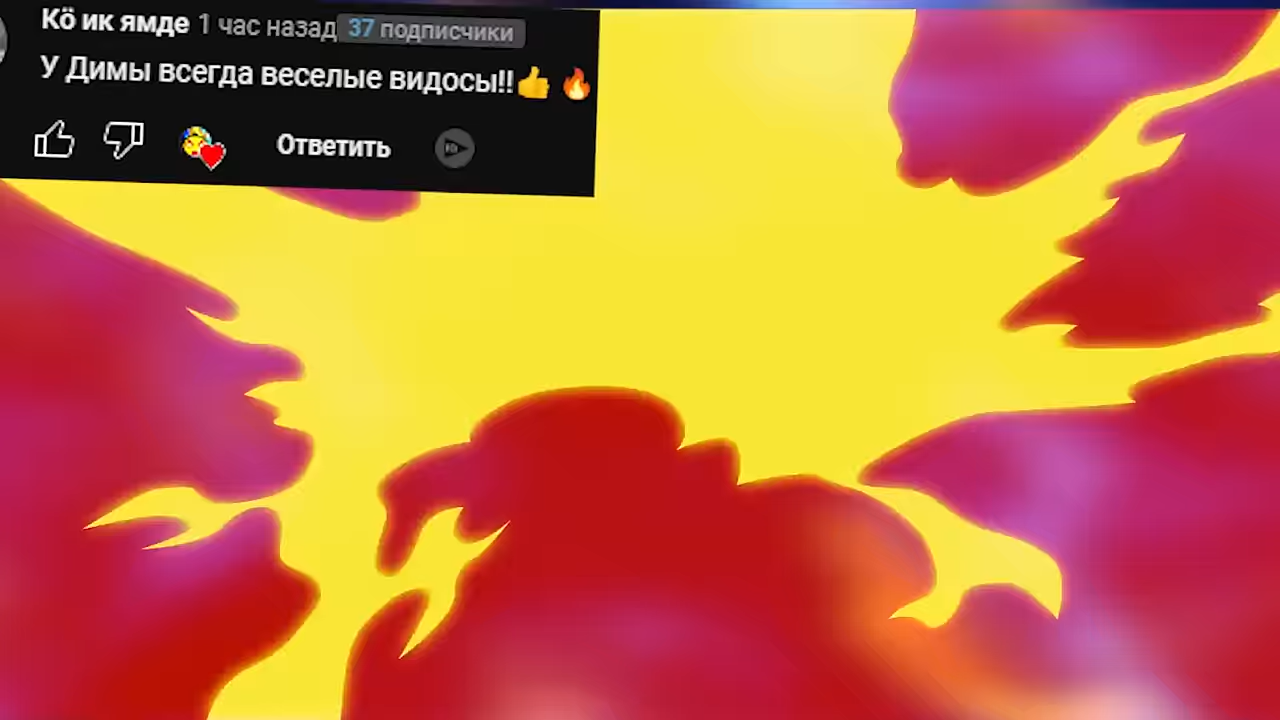 Кӧ ик ямде 1 час назад 37 подписчики
У Димы всегда веселые видосы!!👍 🔥
Ответить